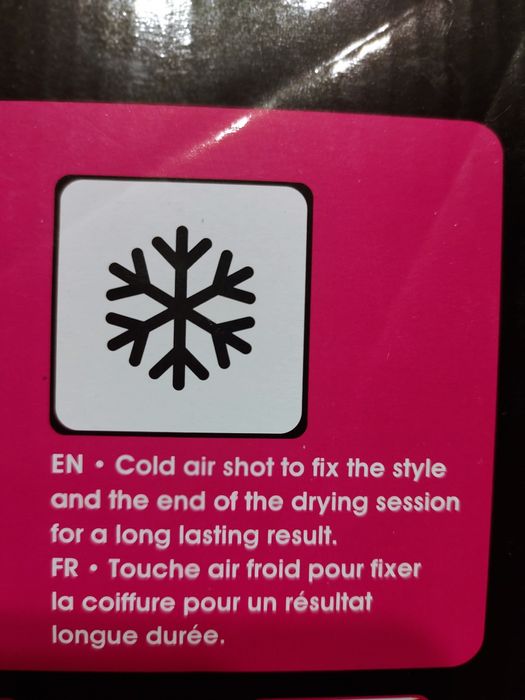 EN • Cold air shot to fix the style
and the end of the drying session
for a long lasting result.
FR • Touche air froid pour fixer
la coiffure pour un résultat
longue durée.